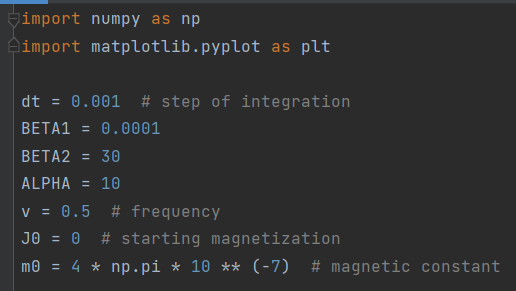 import numpy as np
import matplotlib.pyplot as plt
dt = 0.001  # step of integration
BETA1 = 0.0001
BETA2 = 30
ALPHA = 10
v = 0.5  # frequency
J0 = 0  # starting magnetization
m0 = 4 * np.pi * 10 ** (-7)  # magnetic constant